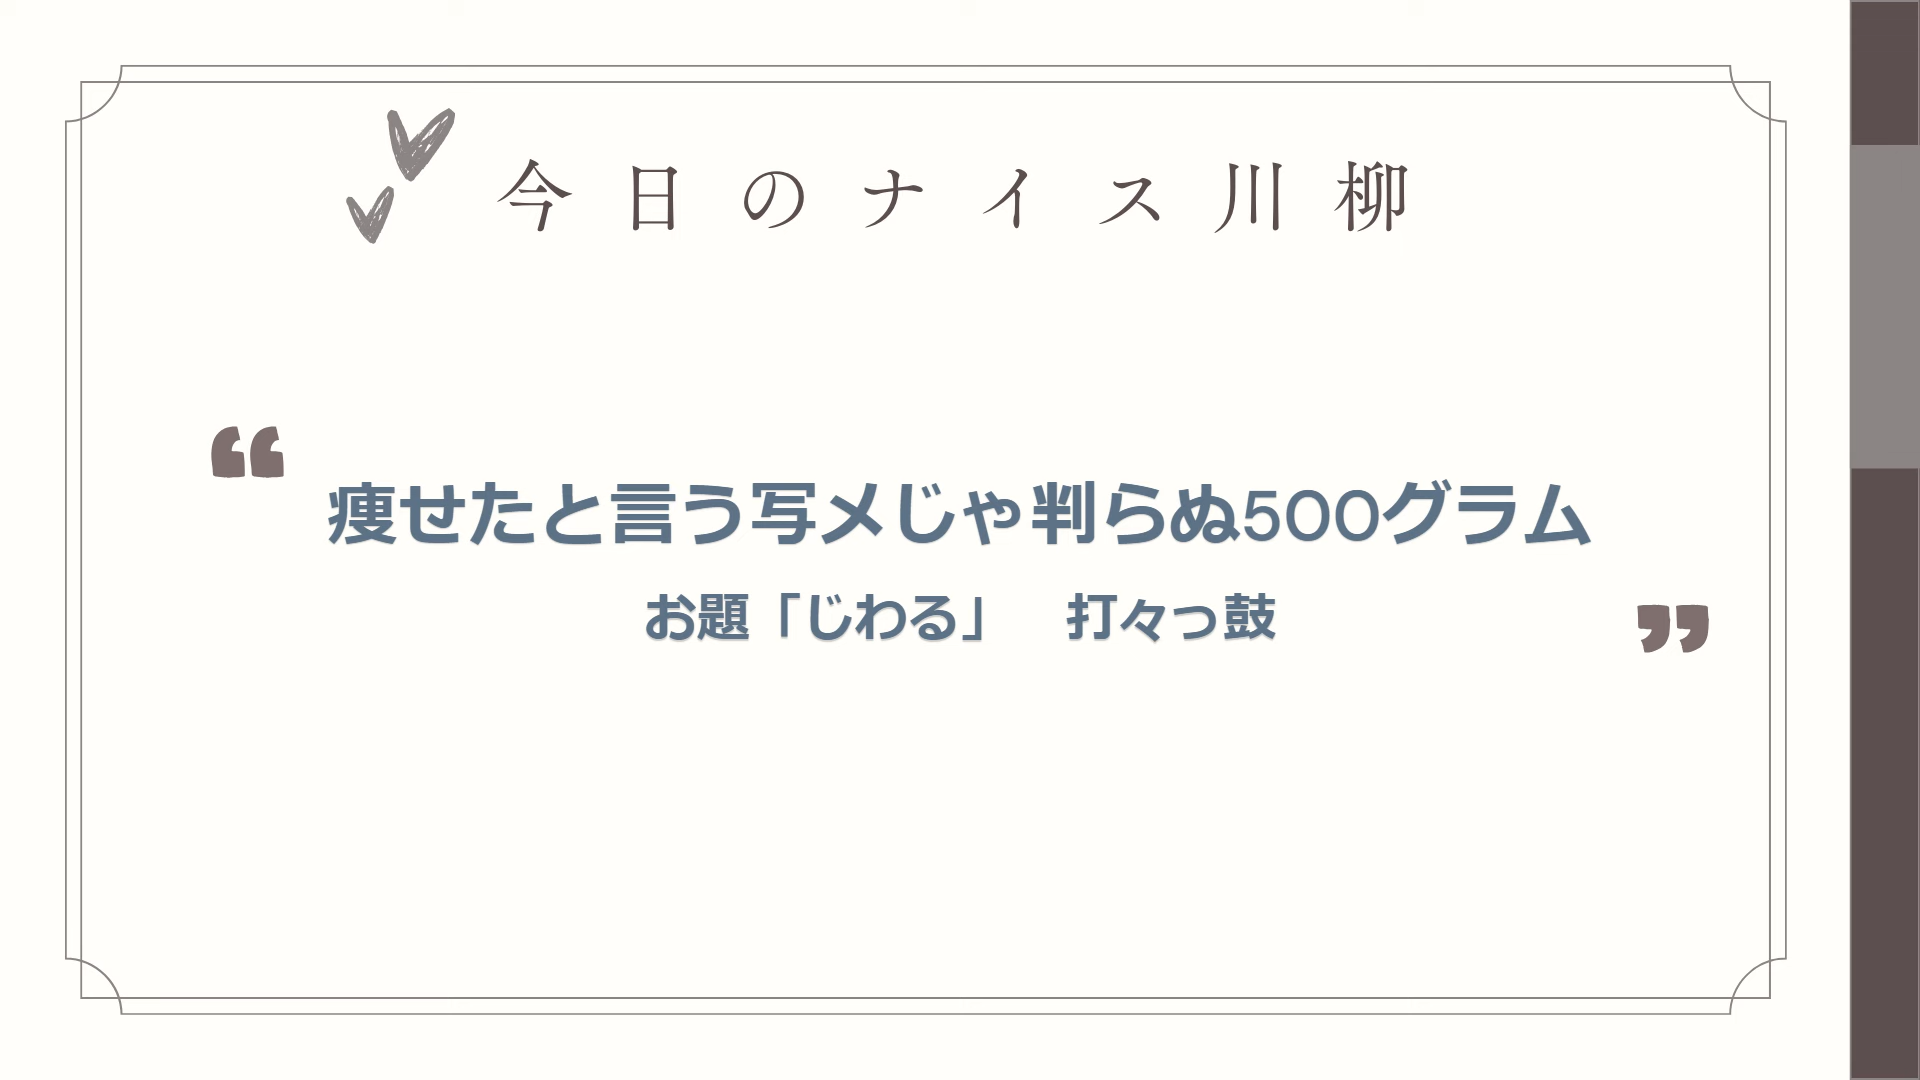 今日のナイス川柳
“痩せたと言う写メじゃ判らぬ500グラム
お題「じわる」　打々っ鼓”